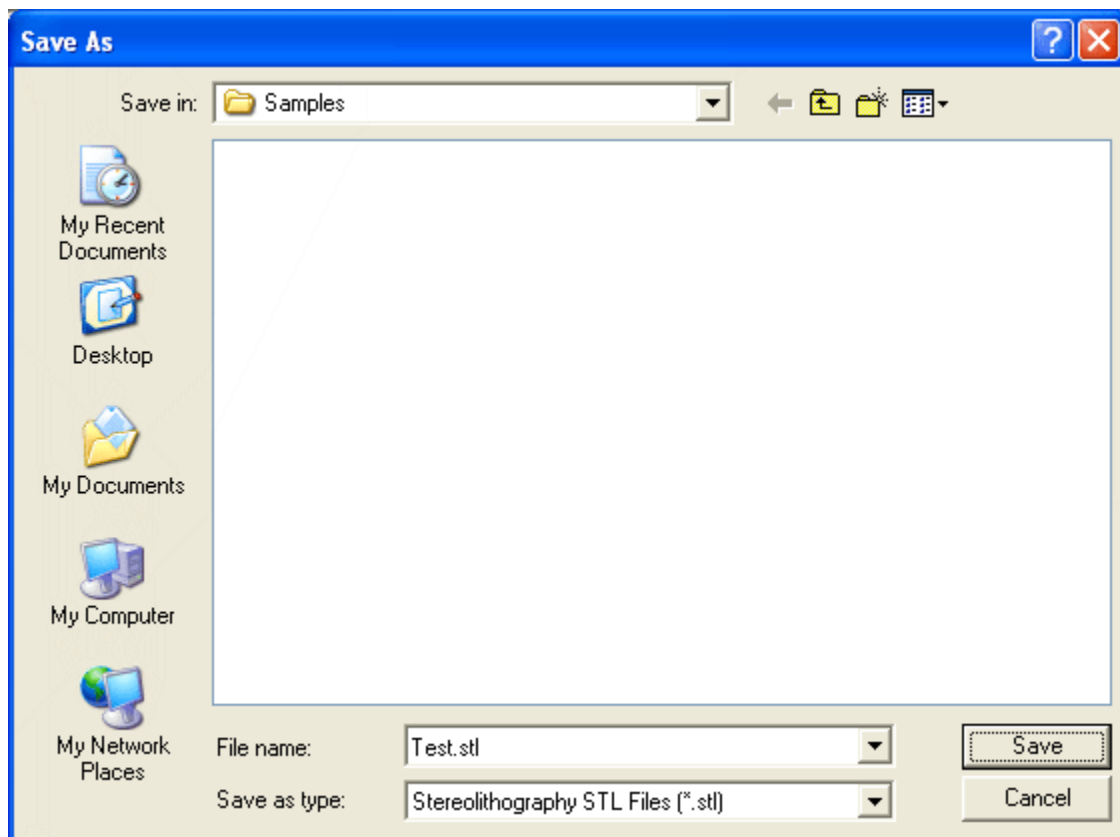 Save As
Save in: Samples
My Recent
Documents
Desktop
My Documents
My Computer
My Network
Places
File name: Test.stl Save
Save as type: Stereolithography STL Files (*.stl) Cancel